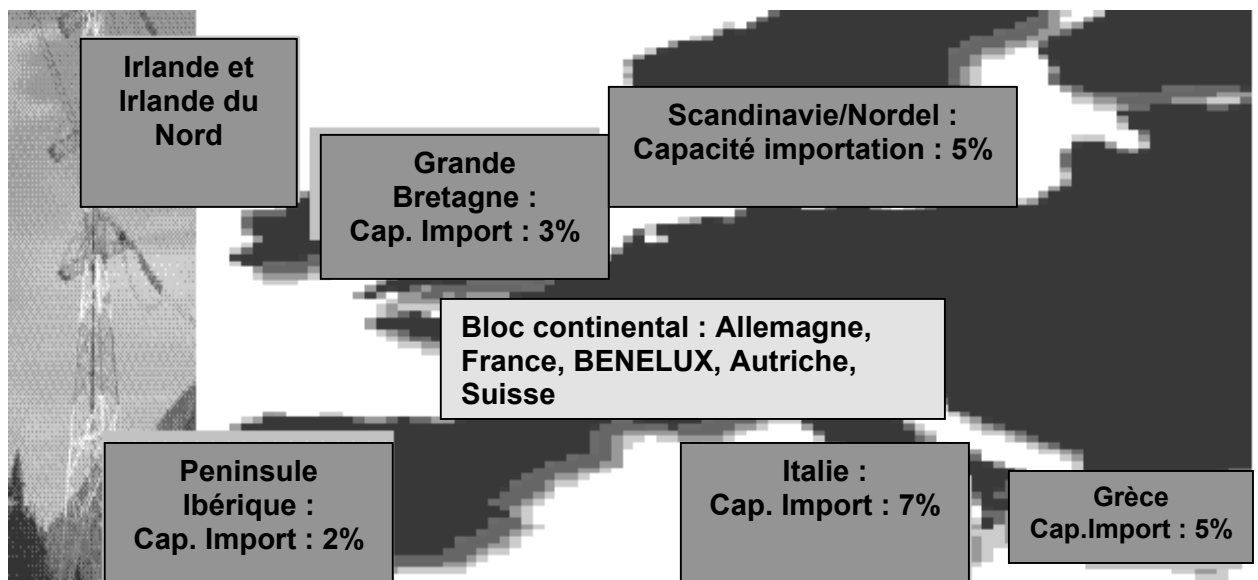 Irlande et
Irlande du
Nord
Scandinavie/Nordel :
Capacité importation : 5%
Grande
Bretagne :
Cap. Import : 3%
Bloc continental : Allemagne,
France, BENELUX, Autriche,
Suisse
Peninsule
Ibérique :
Cap. Import : 2%
Italie :
Cap. Import : 7%
Grèce
Cap.Import : 5%